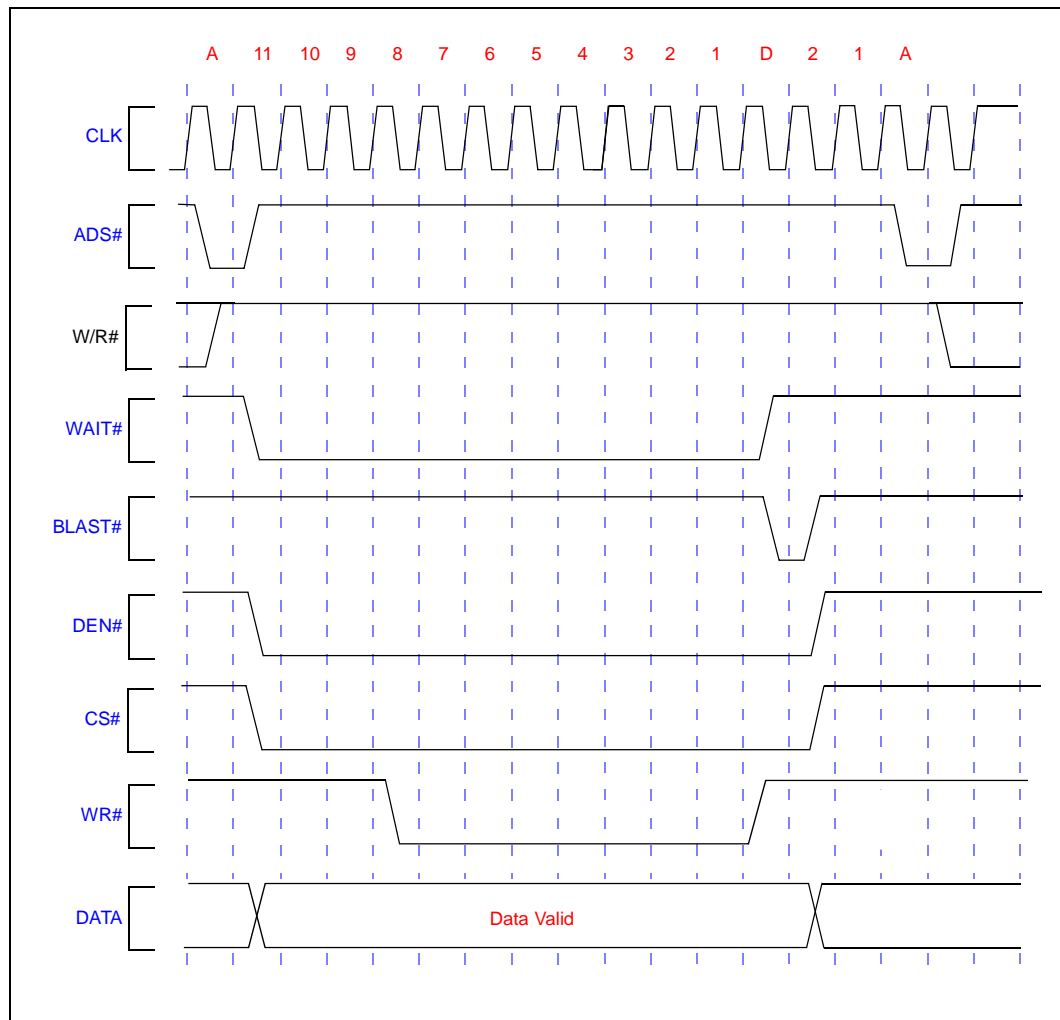 A 11 10 9 8 7 6 5 4 3 2 1 D 2 1 A
CLK
ADS#
W/R#
WAIT#
BLAST#
DEN#
CS#
WR#
DATA Data Valid